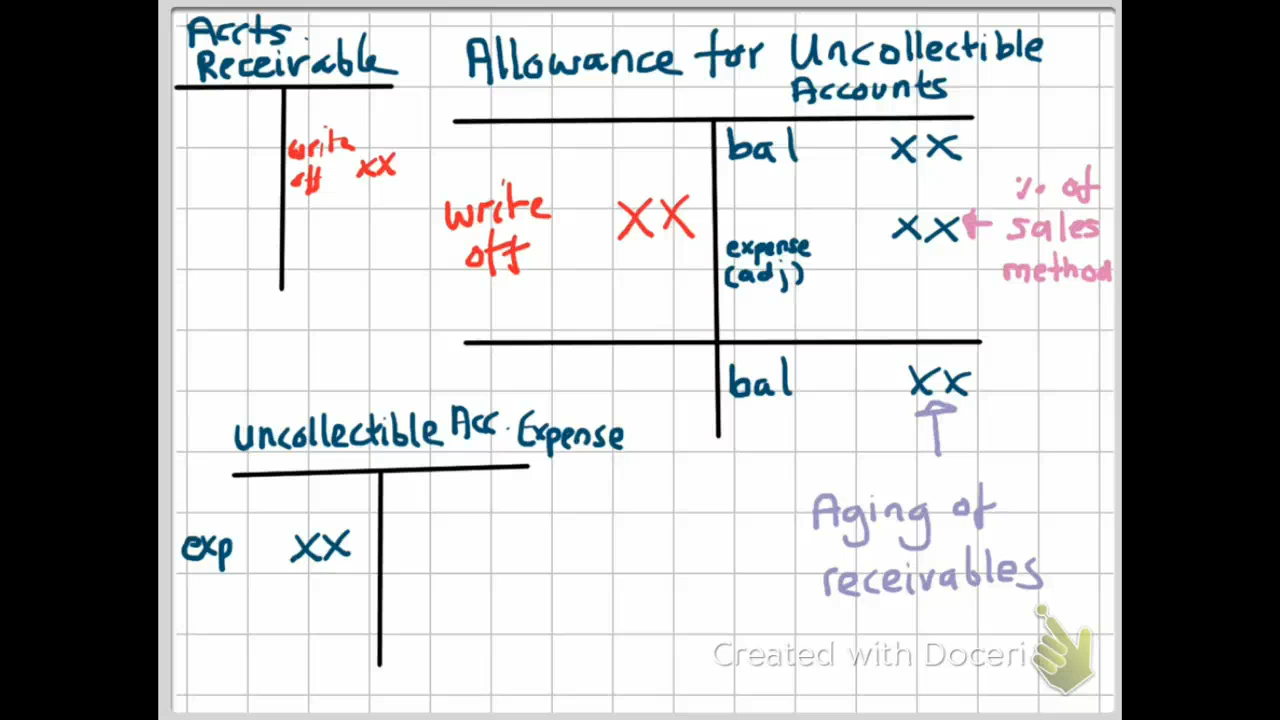 Accts
Receivable
write
off xx
Allowance for Uncollectible
Accounts
bal xx
write
off xx
expense
(adj) xx
% of
sales
method
bal xx
Uncollectible Acc. Expense
exp xx
Aging of
receivables
Created with Doceri